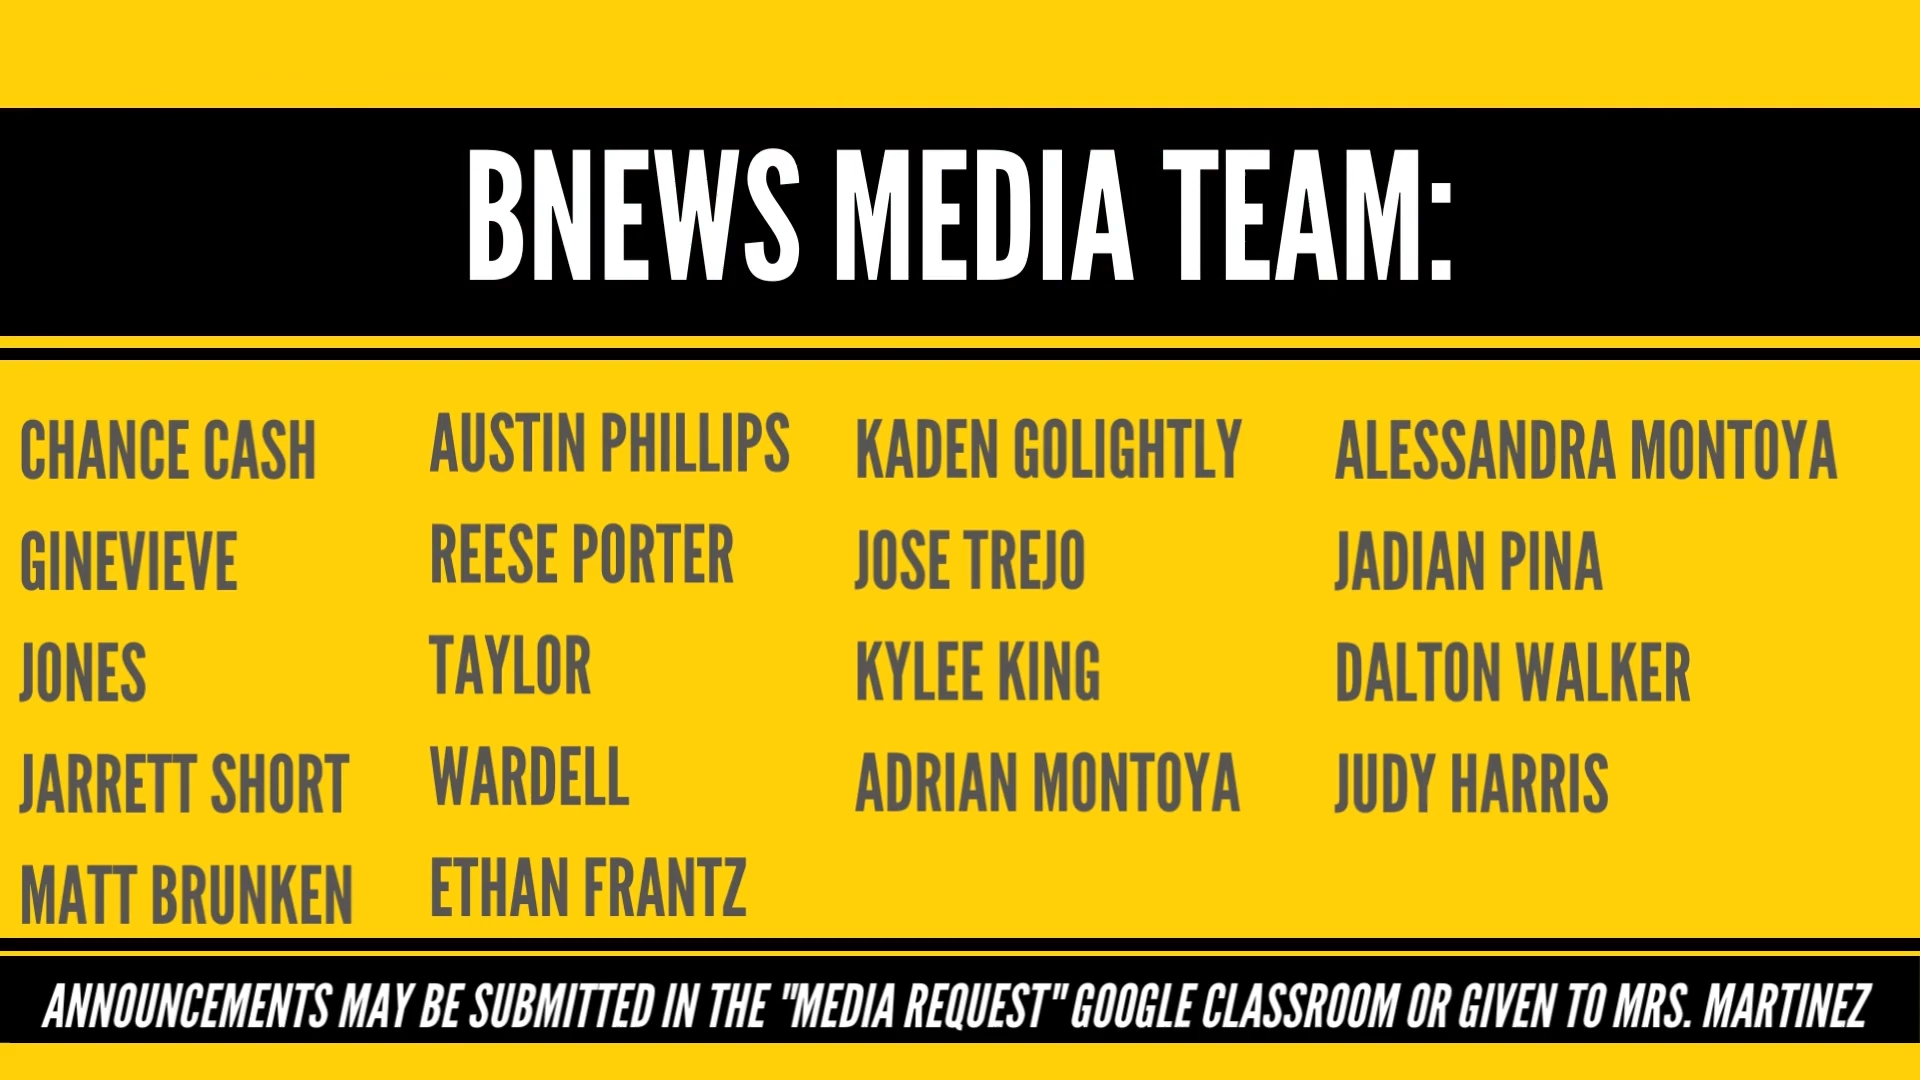 BNEWS MEDIA TEAM:
CHANCE CASH
GINEVIEVE
JONES
JARRETT SHORT
MATT BRUNKEN
AUSTIN PHILLIPS
REESE PORTER
TAYLOR
WARDELL
ETHAN FRANTZ
KADEN GOLIGHTLY
JOSE TREJO
KYLEE KING
ADRIAN MONTOYA
ALESSANDRA MONTOYA
JADIAN PINA
DALTON WALKER
JUDY HARRIS
ANNOUNCEMENTS MAY BE SUBMITTED IN THE "MEDIA REQUEST" GOOGLE CLASSROOM OR GIVEN TO MRS. MARTINEZ